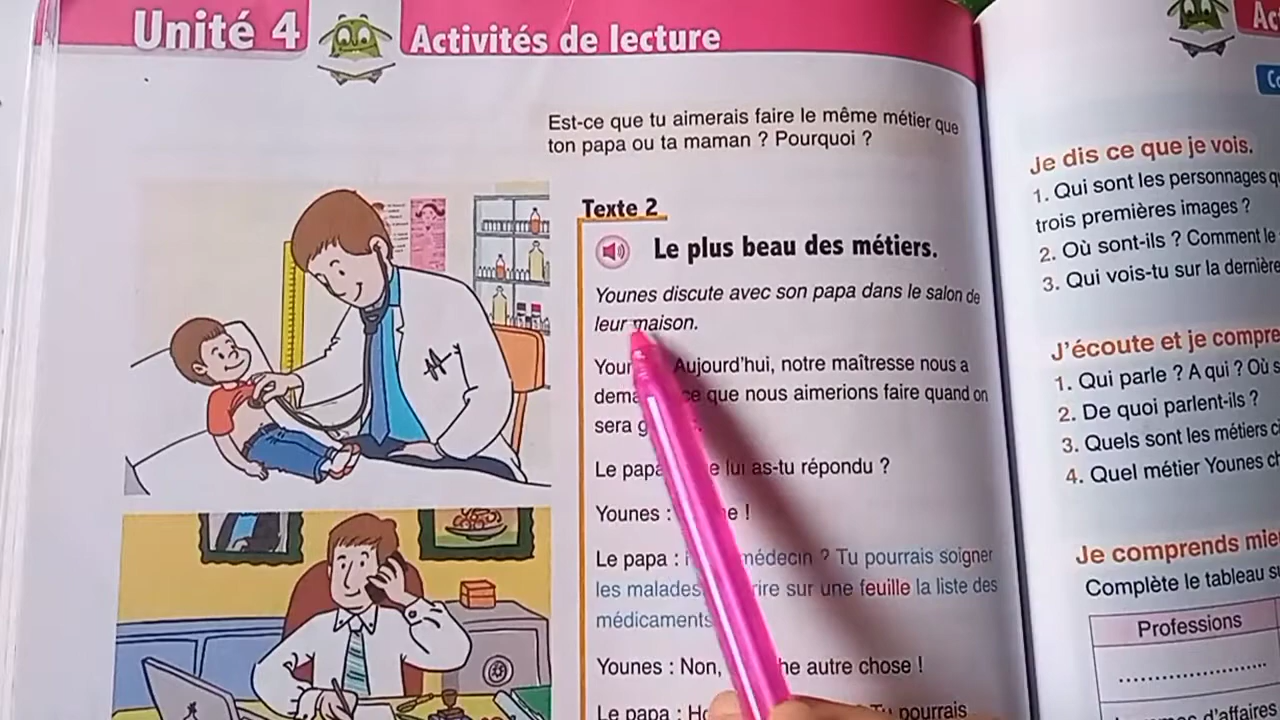 Unité 4
Activités de lecture
Est-ce que tu aimerais faire le même métier que
ton papa ou ta maman ? Pourquoi ?
Texte 2
Le plus beau des métiers.
Younes discute avec son papa dans le salon de
leur maison.
Aujourd'hui, notre maîtresse nous a
ce que nous aimerions faire quand on
sera
Le papa lui as-tu répondu ?
Younes : !
Le papa : médecin ? Tu pourrais soigner
les malades, sur une feuille la liste des
médicaments
Younes : Non, autre chose !
Le papa : Tu pourrais
Je dis ce que je vois.
1. Qui sont les personnages
trois premières images ?
2. Où sont-ils ? Comment le
3. Qui vois-tu sur la dernière
J'écoute et je
1. Qui parle ? A qui ? Où
2. De quoi parlent-ils ?
3. Quels sont les métiers
4. Quel métier Younes
Je comprends
Complète le tableau
Professions
d'affaires